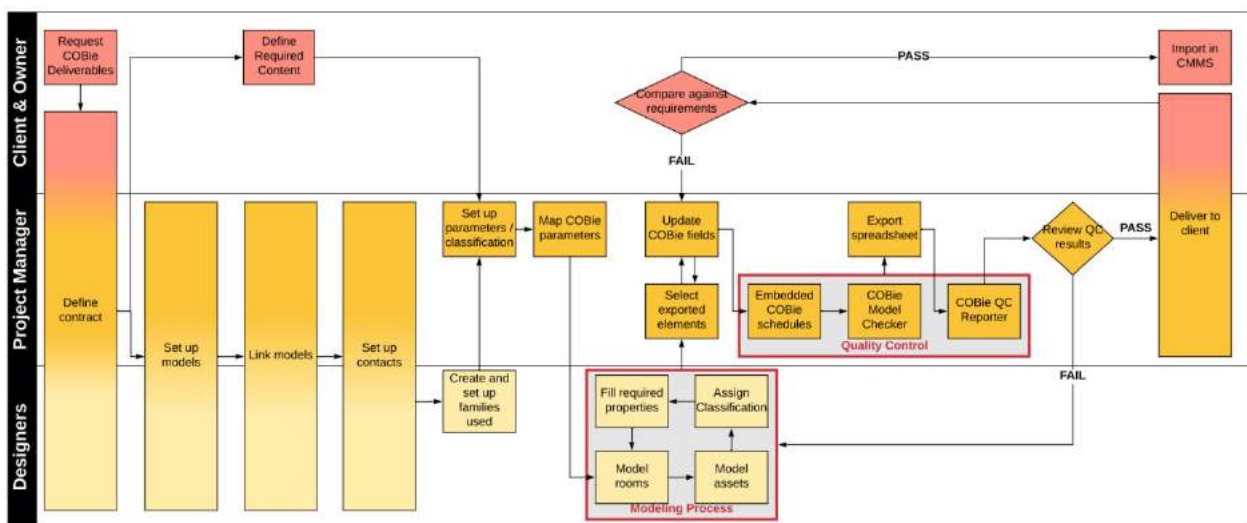 Client & Owner
Request
COBie
Deliverables
Define
Required
Content
Compare against
requirements
PASS
FAIL
Import in
CMMS
Project Manager
Define
contract
Set up
models
Link models
Set up
contacts
Set up
parameters /
classification
Map COBie
parameters
Update
COBie fields
Select
exported
elements
Export
spreadsheet
Embedded
COBie
schedules
COBie
Model
Checker
COBie QC
Reporter
Quality Control
Review QC
results
PASS
Deliver to
client
FAIL
Designers
Create and
set up
families
used
Fill required
properties
Assign
Classification
Model
rooms
Model
assets
Modeling Process